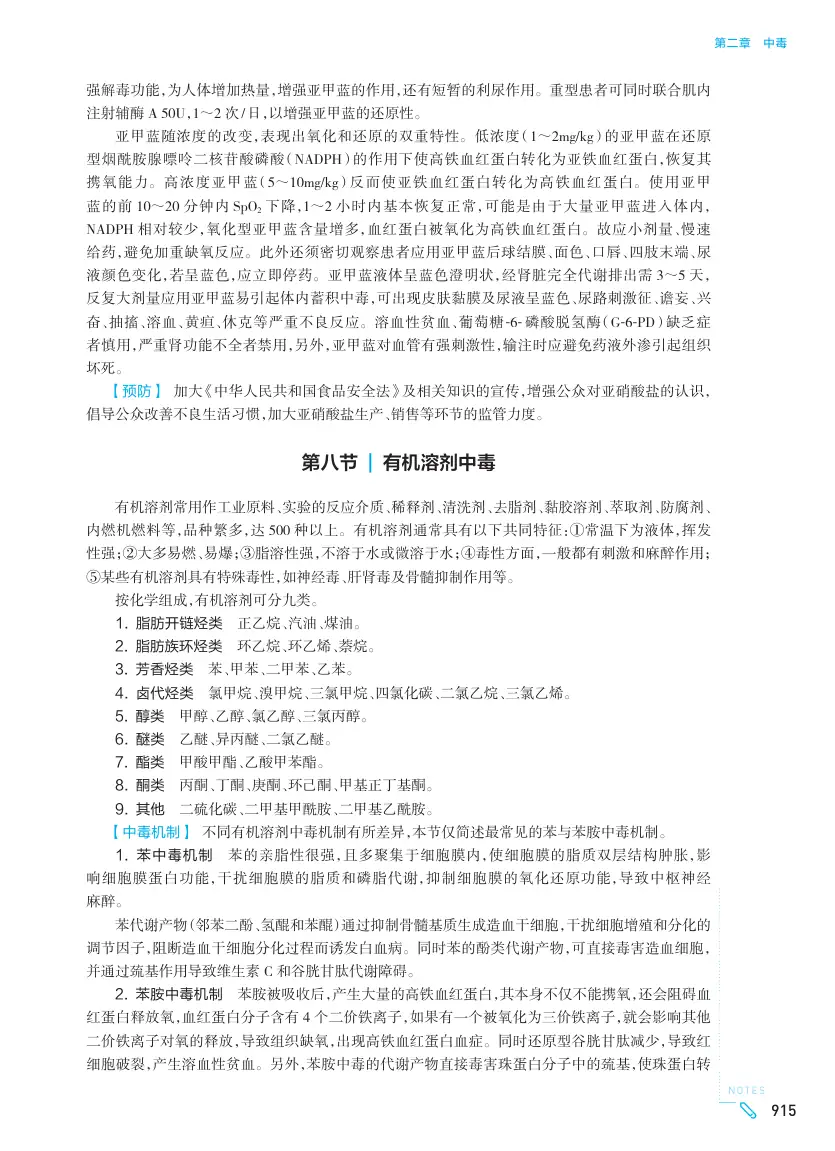 第二章 中毒
强解毒功能,为人体增加热量,增强亚甲蓝的作用,还有短暂的利尿作用。重型患者可同时联合肌内
注射辅酶 A 50U,1～2 次/日,以增强亚甲蓝的还原性。
亚甲蓝随浓度的改变,表现出氧化和还原的双重特性。低浓度(1～2mg/kg)的亚甲蓝在还原
型烟酰胺腺嘌呤二核苷酸磷酸(NADPH)的作用下使高铁血红蛋白转化为亚铁血红蛋白,恢复其
携氧能力。高浓度亚甲蓝(5～10mg/kg)反而使亚铁血红蛋白转化为高铁血红蛋白。使用亚甲
蓝的前 10～20 分钟内 SpO₂ 下降,1～2 小时内基本恢复正常,可能是由于大量亚甲蓝进入体内,
NADPH 相对较少,氧化型亚甲蓝含量增多,血红蛋白被氧化为高铁血红蛋白。故应小剂量、慢速
给药,避免加重缺氧反应。此外还须密切观察患者应用亚甲蓝后球结膜、面色、口唇、四肢末端、尿
液颜色变化,若呈蓝色,应立即停药。亚甲蓝液体呈蓝色澄明状,经肾脏完全代谢排出需 3～5 天,
反复大剂量应用亚甲蓝易引起体内蓄积中毒,可出现皮肤黏膜及尿液呈蓝色、尿路刺激征、谵妄、兴
奋、抽搐、溶血、黄疸、休克等严重不良反应。溶血性贫血、葡萄糖-6-磷酸脱氢酶(G-6-PD)缺乏症
者慎用,严重肾功能不全者禁用,另外,亚甲蓝对血管有强刺激性,输注时应避免药液外渗引起组织
坏死。
【预防】 加大《中华人民共和国食品安全法》及相关知识的宣传,增强公众对亚硝酸盐的认识,
倡导公众改善不良生活习惯,加大亚硝酸盐生产、销售等环节的监管力度。
第八节 | 有机溶剂中毒
有机溶剂常用作工业原料、实验的反应介质、稀释剂、清洗剂、去脂剂、黏胶溶剂、萃取剂、防腐剂、
内燃机燃料等,品种繁多,达 500 种以上。有机溶剂通常具有以下共同特征:①常温下为液体,挥发
性强;②大多易燃、易爆;③脂溶性强,不溶于水或微溶于水;④毒性方面,一般都有刺激和麻醉作用;
⑤某些有机溶剂具有特殊毒性,如神经毒、肝肾毒及骨髓抑制作用等。
按化学组成,有机溶剂可分九类。
1. 脂肪开链烃类 正乙烷、汽油、煤油。
2. 脂肪族环烃类 环乙烷、环乙烯、萘烷。
3. 芳香烃类 苯、甲苯、二甲苯、乙苯。
4. 卤代烃类 氯甲烷、溴甲烷、三氯甲烷、四氯化碳、二氯乙烷、三氯乙烯。
5. 醇类 甲醇、乙醇、氯乙醇、三氯丙醇。
6. 醚类 乙醚、异丙醚、二氯乙醚。
7. 酯类 甲酸甲酯、乙酸甲苯酯。
8. 酮类 丙酮、丁酮、庚酮、环己酮、甲基正丁基酮。
9. 其他 二硫化碳、二甲基甲酰胺、二甲基乙酰胺。
【中毒机制】 不同有机溶剂中毒机制有所差异,本节仅简述最常见的苯与苯胺中毒机制。
1. 苯中毒机制 苯的亲脂性很强,且多聚集于细胞膜内,使细胞膜的脂质双层结构肿胀,影
响细胞膜蛋白功能,干扰细胞膜的脂质和磷脂代谢,抑制细胞膜的氧化还原功能,导致中枢神经
麻醉。
苯代谢产物(邻苯二酚、氢醌和苯醌)通过抑制骨髓基质生成造血干细胞,干扰细胞增殖和分化的
调节因子,阻断造血干细胞分化过程而诱发白血病。同时苯的酚类代谢产物,可直接毒害造血细胞,
并通过巯基作用导致维生素 C 和谷胱甘肽代谢障碍。
2. 苯胺中毒机制 苯胺被吸收后,产生大量的高铁血红蛋白,其本身不仅不能携氧,还会阻碍血
红蛋白释放氧,血红蛋白分子含有 4 个二价铁离子,如果有一个被氧化为三价铁离子,就会影响其他
二价铁离子对氧的释放,导致组织缺氧,出现高铁血红蛋白血症。同时还原型谷胱甘肽减少,导致红
细胞破裂,产生溶血性贫血。另外,苯胺中毒的代谢产物直接毒害珠蛋白分子中的巯基,使珠蛋白转
NOTES
915